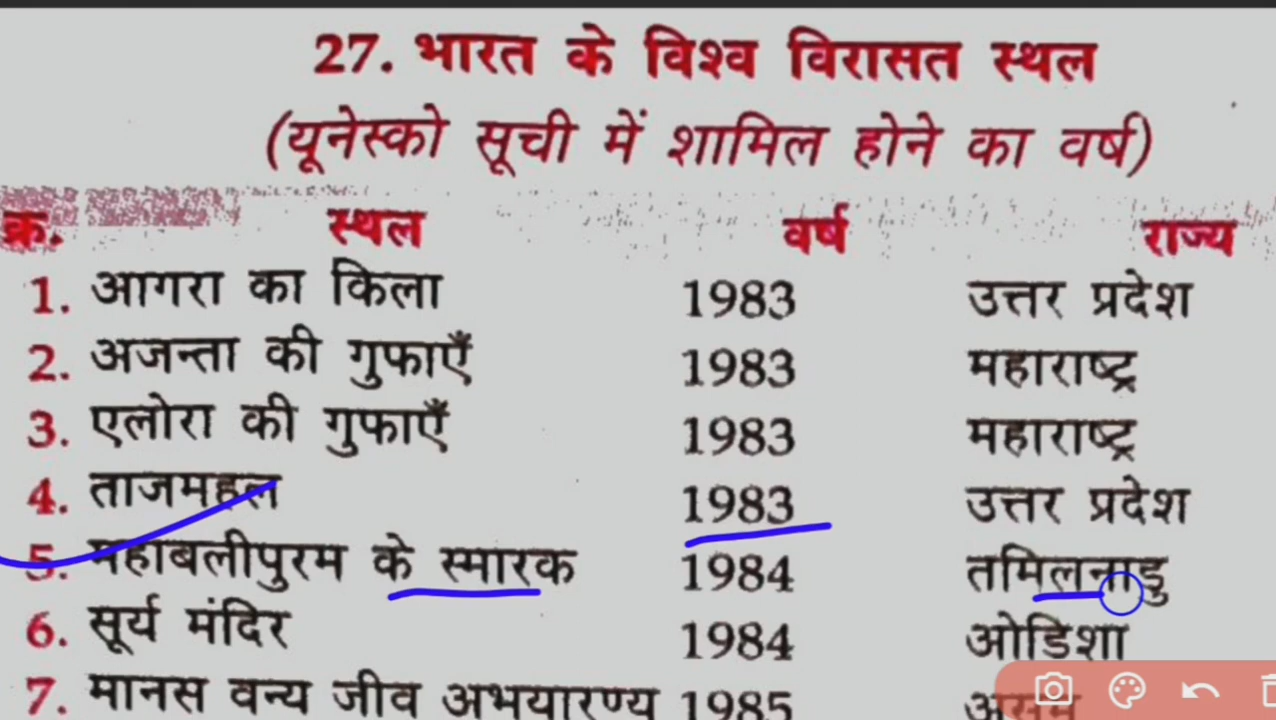 27. भारत के विश्व विरासत स्थल
(यूनेस्को सूची में शामिल होने का वर्ष)
क्र. स्थल वर्ष राज्य
1. आगरा का किला 1983 उत्तर प्रदेश
2. अजन्ता की गुफाएँ 1983 महाराष्ट्र
3. एलोरा की गुफाएँ 1983 महाराष्ट्र
4. ताजमहल 1983 उत्तर प्रदेश
5. महाबलीपुरम के स्मारक 1984 तमिलनाडु
6. सूर्य मंदिर 1984 ओडिशा
7. मानस वन्य जीव अभयारण्य 1985 असम